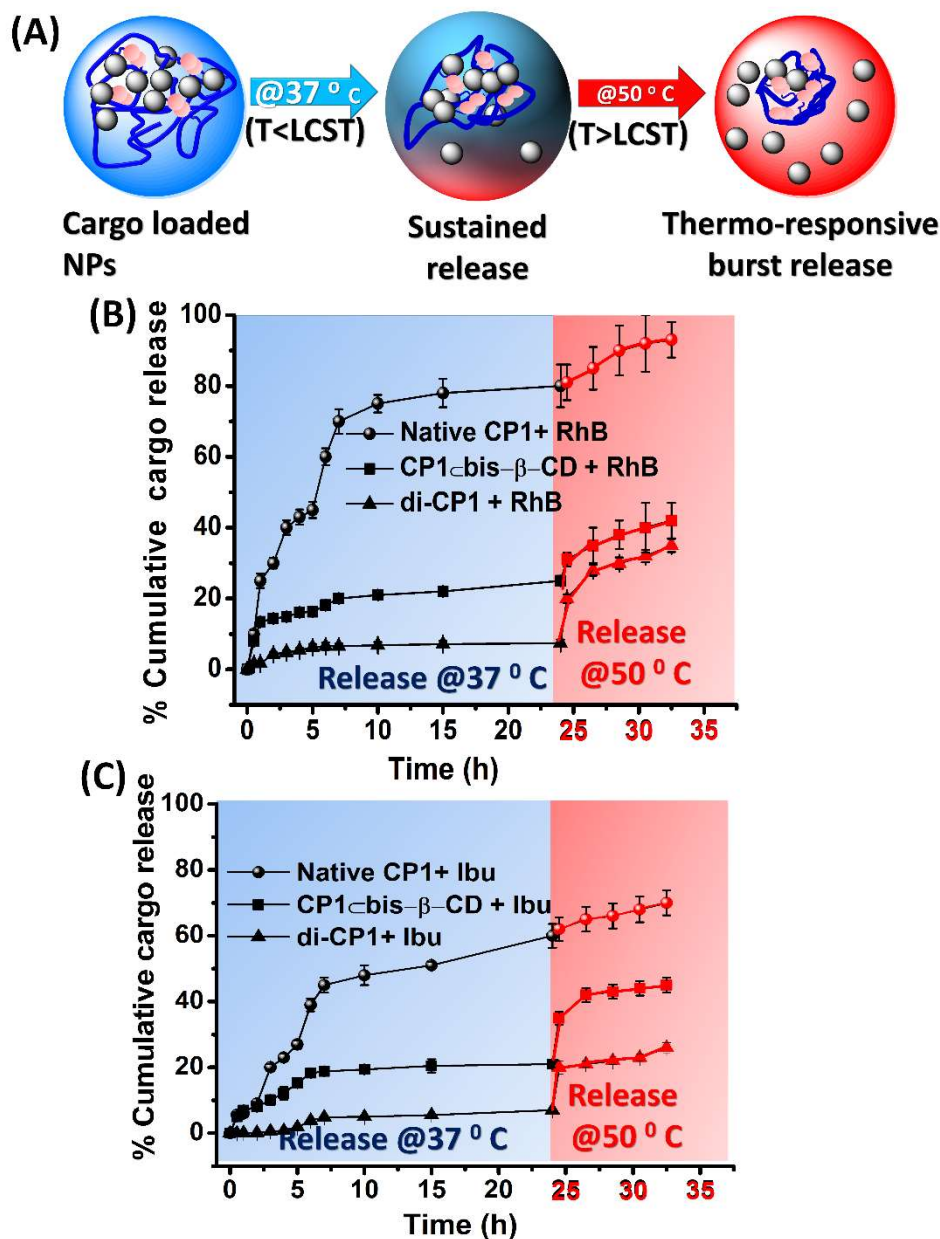 (A)
@37 ° C
(T<LCST)
@50 ° C
(T>LCST)
Cargo loaded
NPs
Sustained
release
Thermo-responsive
burst release
(B)
% Cumulative cargo release
100
80
60
40
20
0
Native CP1+ RhB
CP1⊂bis-β-CD + RhB
di-CP1 + RhB
Release @37 ⁰ C
Release
@50 ⁰ C
0 5 10 15 20 25 30 35
Time (h)
(C)
% Cumulative cargo release
100
80
60
40
20
0
Native CP1+ Ibu
CP1⊂bis-β-CD + Ibu
di-CP1+ Ibu
Release @37 ⁰ C
Release
@50 ⁰ C
0 5 10 15 20 25 30 35
Time (h)